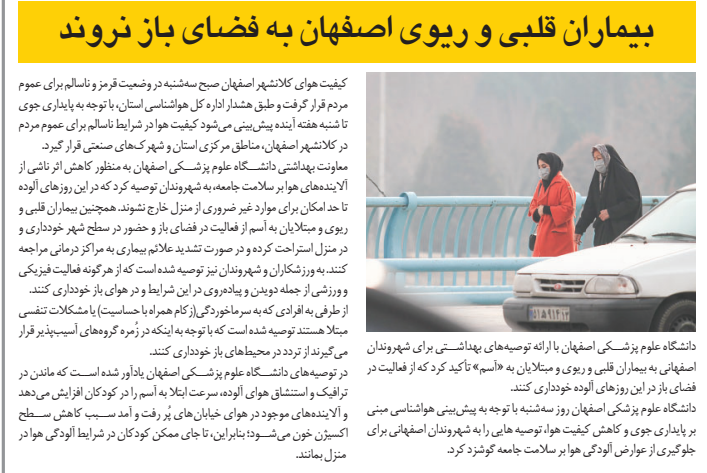 بیماران قلبی و ریوی اصفهان به فضای باز نروند
دانشگاه علوم پزشـکی اصفهان با ارائه توصیه‌های بهداشـتی برای شهروندان
اصفهانی به بیماران قلبی و ریوی و مبتلایان به «آسم» تأکید کرد که از فعالیت در
فضای باز در این روزهای آلوده خودداری کنند.
دانشگاه علوم پزشکی اصفهان روز سه‌شنبه با توجه به پیش‌بینی هواشناسی مبنی
بر پایداری جوی و کاهش کیفیت هوا، توصیه هایی را به شهروندان اصفهانی برای
جلوگیری از عوارض آلودگی هوا بر سلامت جامعه گوشزد کرد.
کیفیت هوای کلانشهر اصفهان صبح سه‌شنبه در وضعیت قرمز و ناسالم برای عموم
مردم قرار گرفت و طبق هشدار اداره کل هواشناسی استان، با توجه به پایداری جوی
تا شنبه هفته آینده پیش‌بینی می‌شود کیفیت هوا در شرایط ناسالم برای عموم مردم
در کلانشهر اصفهان، مناطق مرکزی استان و شهرک‌های صنعتی قرار گیرد.
معاونت بهداشتی دانشـگاه علوم پزشـکی اصفهان به منظور کاهش اثر ناشی از
آلاینده‌های هوا بر سلامت جامعه، به شهروندان توصیه کرد که در این روزهای آلوده
تا حد امکان برای موارد غیر ضروری از منزل خارج نشوند. همچنین بیماران قلبی و
ریوی و مبتلایان به آسم از فعالیت در فضای باز و حضور در سطح شهر خودداری و
در منزل استراحت کرده و در صورت تشدید علائم بیماری به مراکز درمانی مراجعه
کنند. به ورزشکاران و شهروندان نیز توصیه شده است که از هرگونه فعالیت فیزیکی
و ورزشی از جمله دویدن و پیاده‌روی در این شرایط و در هوای باز خودداری کنند.
از طرفی به افرادی که به سرماخوردگی(زکام همراه با حساسیت) یا مشکلات تنفسی
مبتلا هستند توصیه شده است که با توجه به اینکه در زُمره گروه‌های آسیب‌پذیر قرار
می‌گیرند از تردد در محیط‌های باز خودداری کنند.
در توصیه‌های دانشـگاه علوم پزشـکی اصفهان یادآور شده اسـت که ماندن در
ترافیک و استنشاق هوای آلوده، سرعت ابتلا به آسم را در کودکان افزایش می‌دهد
و آلاینده‌های موجود در هوای خیابان‌های پُر رفت و آمد سـبب کاهش سـطح
اکسیژن خون می‌شـود؛ بنابراین، تا جای ممکن کودکان در شرایط آلودگی هوا در
منزل بمانند.